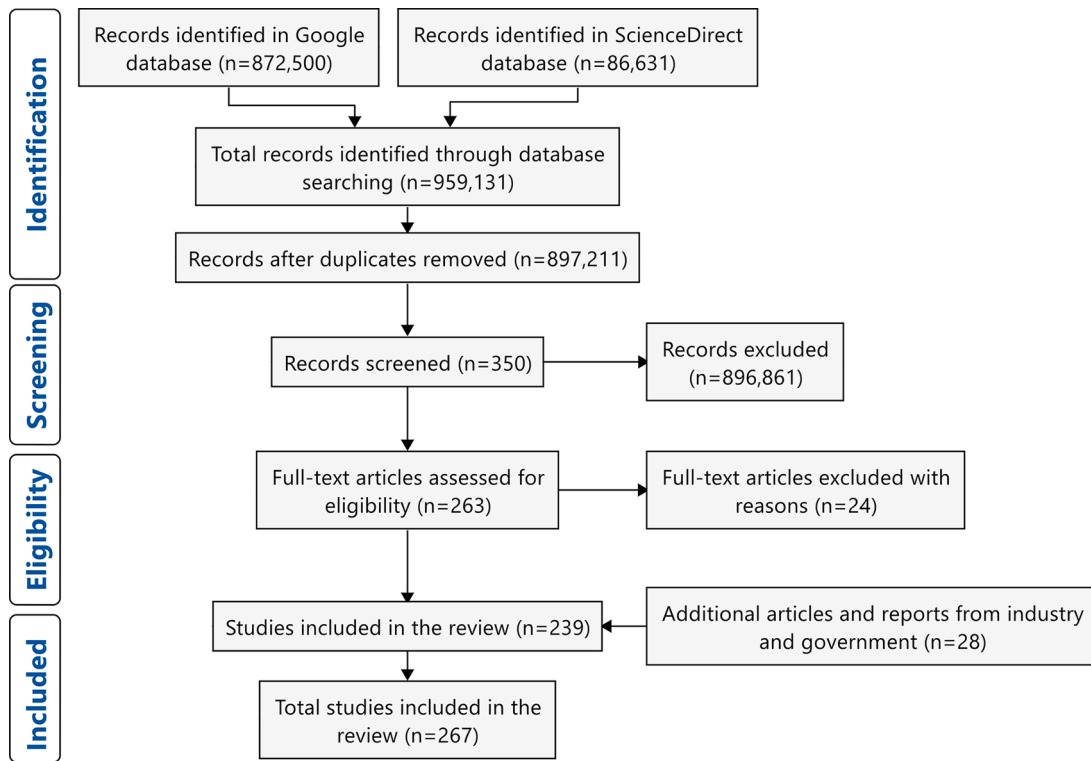 Identification
Records identified in Google
database (n=872,500)
Records identified in ScienceDirect
database (n=86,631)
Total records identified through database
searching (n=959,131)
Records after duplicates removed (n=897,211)
Screening
Records screened (n=350)
Records excluded
(n=896,861)
Eligibility
Full-text articles assessed for
eligibility (n=263)
Full-text articles excluded with
reasons (n=24)
Included
Studies included in the review (n=239)
Additional articles and reports from industry
and government (n=28)
Total studies included in the
review (n=267)